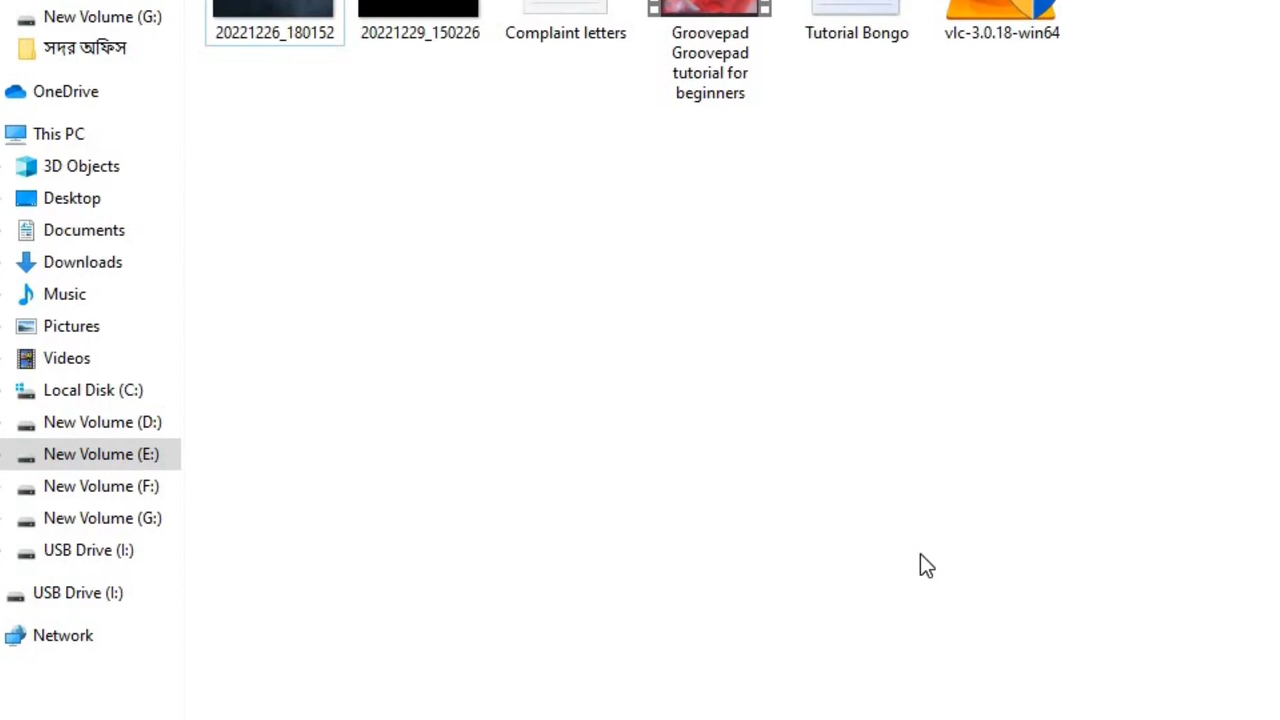 New Volume (G:)
সদর অফিস
OneDrive
This PC
3D Objects
Desktop
Documents
Downloads
Music
Pictures
Videos
Local Disk (C:)
New Volume (D:)
New Volume (E:)
New Volume (F:)
New Volume (G:)
USB Drive (I:)
USB Drive (I:)
Network
20221226_180152
20221229_150226
Complaint letters
Groovepad
Groovepad
tutorial for
beginners
Tutorial Bongo
vlc-3.0.18-win64